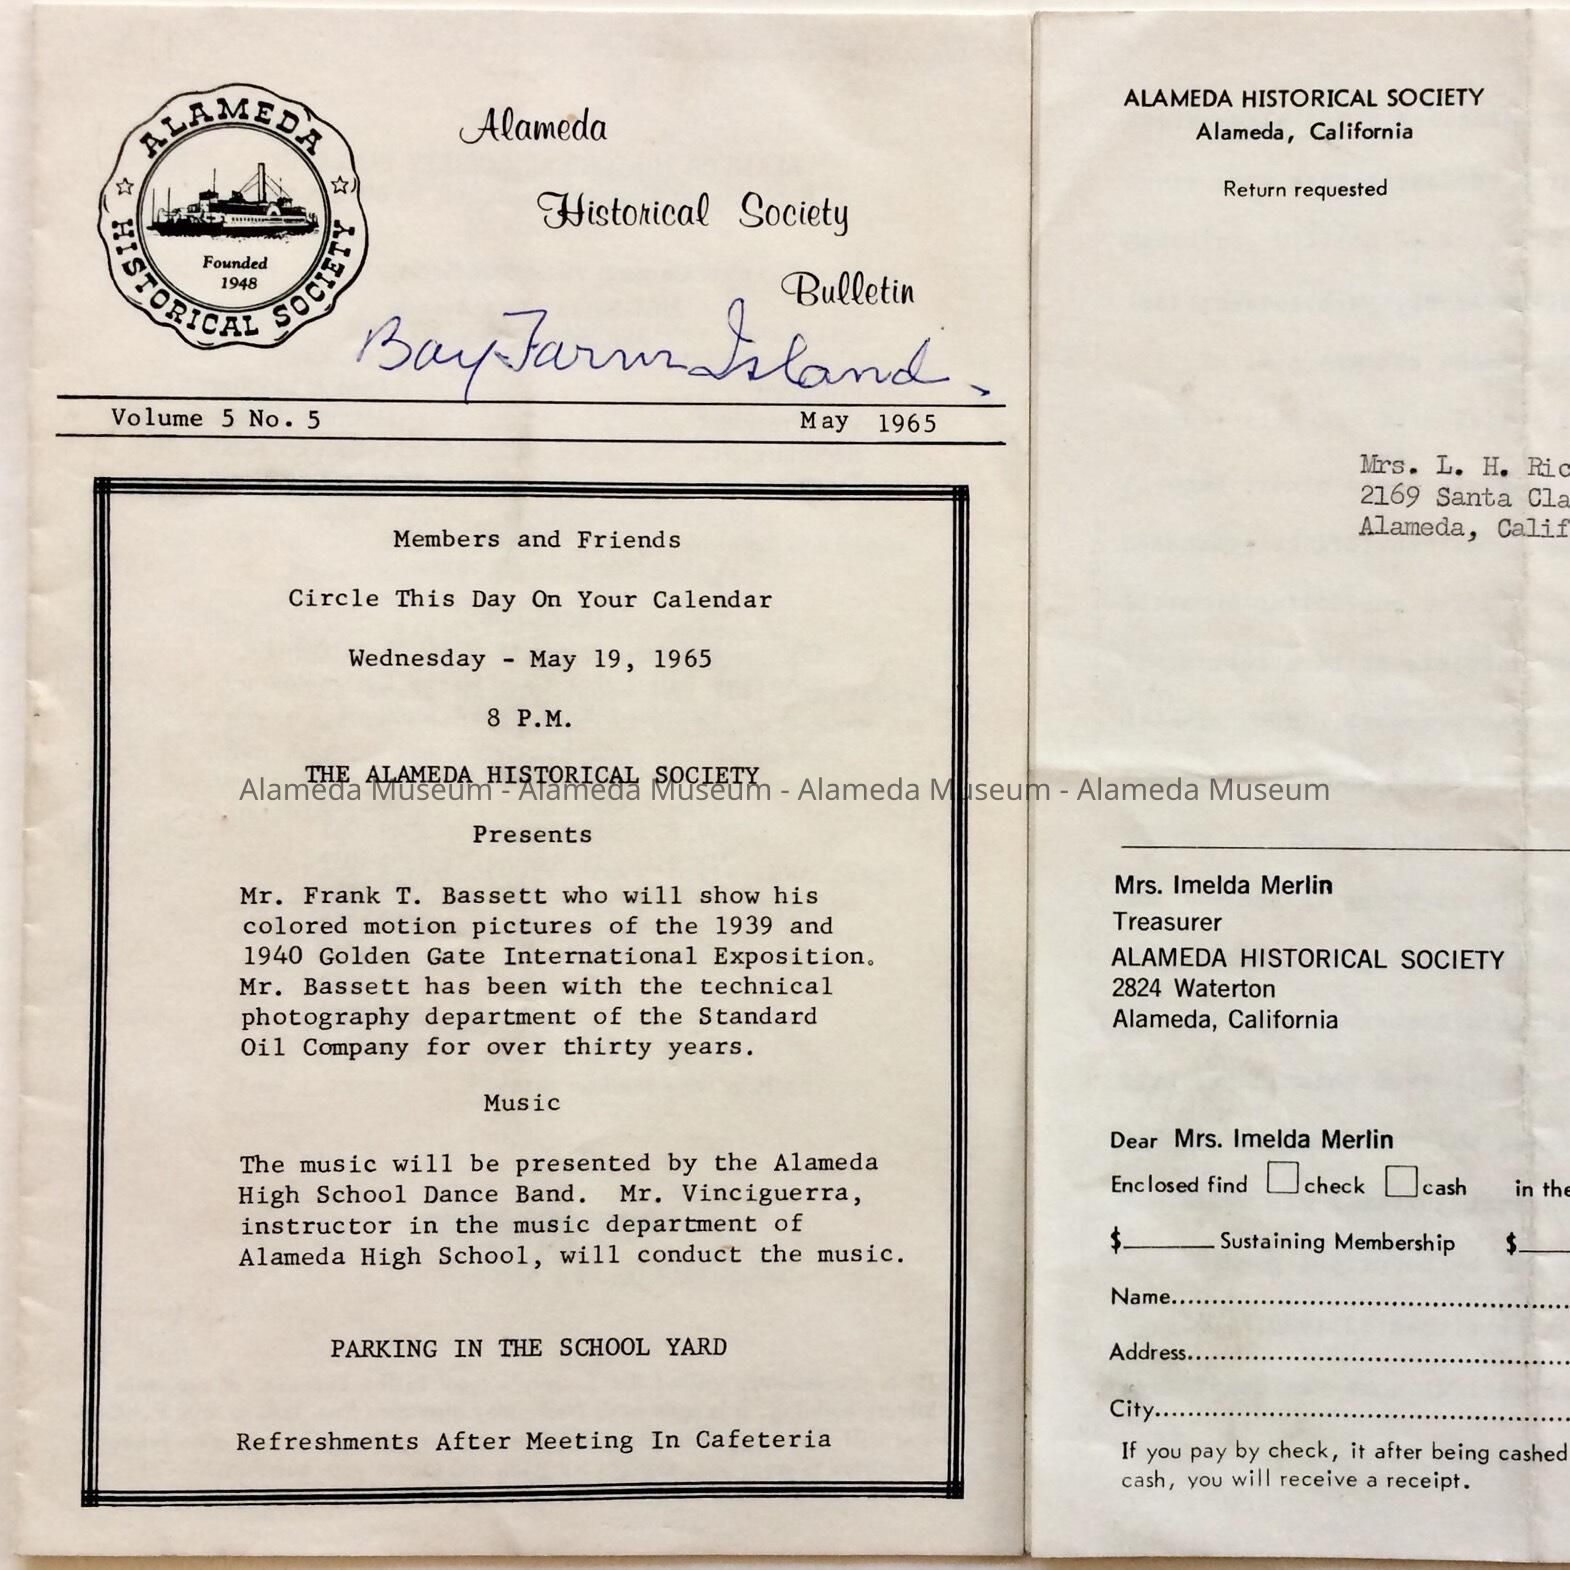 ALAMEDA
HISTORICAL SOCIETY
Founded
1948
Alameda
Historical Society
Bulletin
Bay Farm Island
Volume 5 No. 5 May 1965
Members and Friends
Circle This Day On Your Calendar
Wednesday - May 19, 1965
8 P.M.
THE ALAMEDA HISTORICAL SOCIETY
Alameda Museum - Alameda Museum - Alameda Museum - Alameda Museum
Presents
Mr. Frank T. Bassett who will show his
colored motion pictures of the 1939 and
1940 Golden Gate International Exposition.
Mr. Bassett has been with the technical
photography department of the Standard
Oil Company for over thirty years.
Music
The music will be presented by the Alameda
High School Dance Band. Mr. Vinciguerra,
instructor in the music department of
Alameda High School, will conduct the music.
PARKING IN THE SCHOOL YARD
Refreshments After Meeting In Cafeteria
ALAMEDA HISTORICAL SOCIETY
Alameda, California
Return requested
Mrs. L. H. Ric
2169 Santa Cla
Alameda, Calif
Mrs. Imelda Merlin
Treasurer
ALAMEDA HISTORICAL SOCIETY
2824 Waterton
Alameda, California
Dear Mrs. Imelda Merlin
Enclosed find check cash in the
$ Sustaining Membership $
Name
Address
City
If you pay by check, it after being cashed
cash, you will receive a receipt.